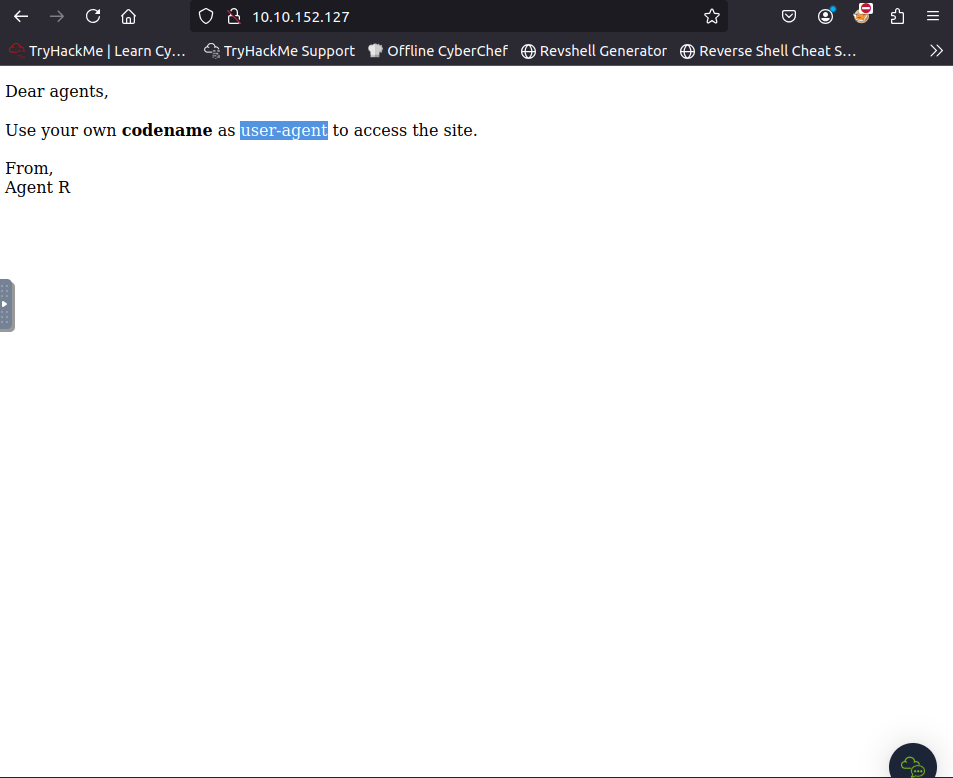 10.10.152.127
TryHackMe | Learn Cy… TryHackMe Support Offline CyberChef Revshell Generator Reverse Shell Cheat S…
Dear agents,
Use your own codename as user-agent to access the site.
From,
Agent R